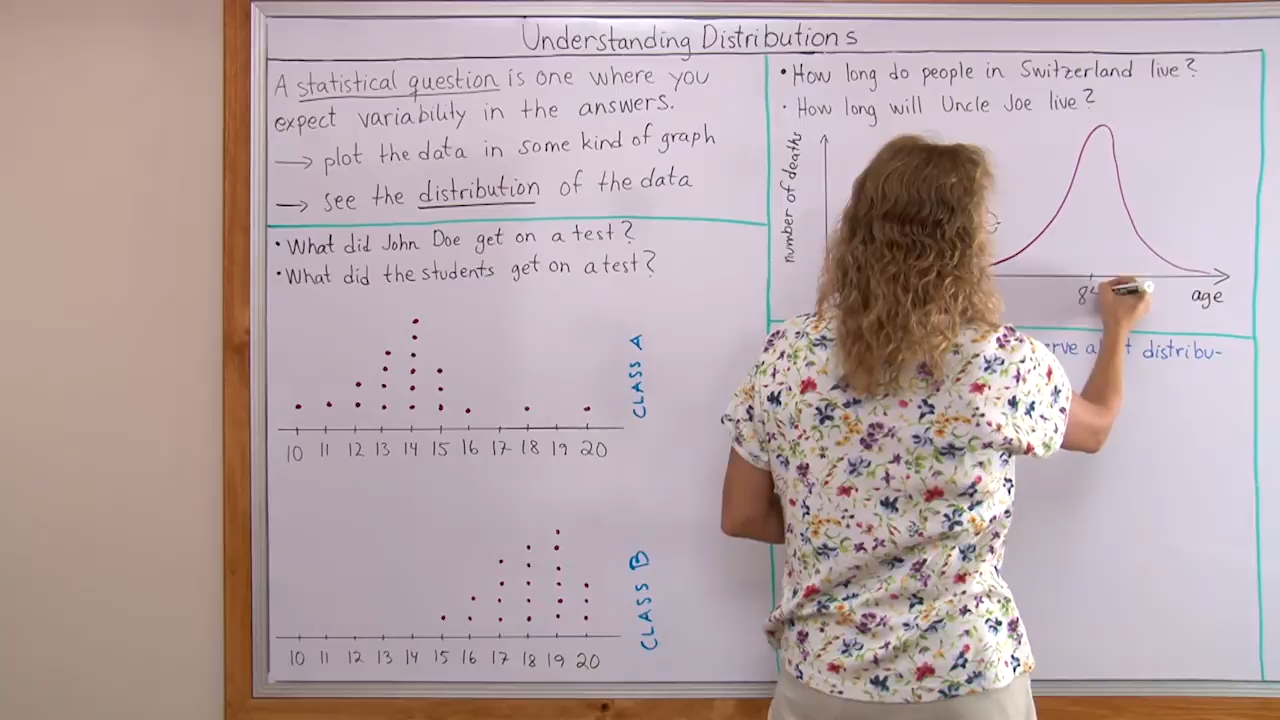 Understanding Distributions
A statistical question is one where you
expect variability in the answers.
→ plot the data in some kind of graph
→ see the distribution of the data
• What did John Doe get on a test?
• What did the students get on a test?
CLASS A
10 11 12 13 14 15 16 17 18 19 20
CLASS B
10 11 12 13 14 15 16 17 18 19 20
• How long do people in Switzerland live?
• How long will Uncle Joe live?
number of deaths
age
distribu-